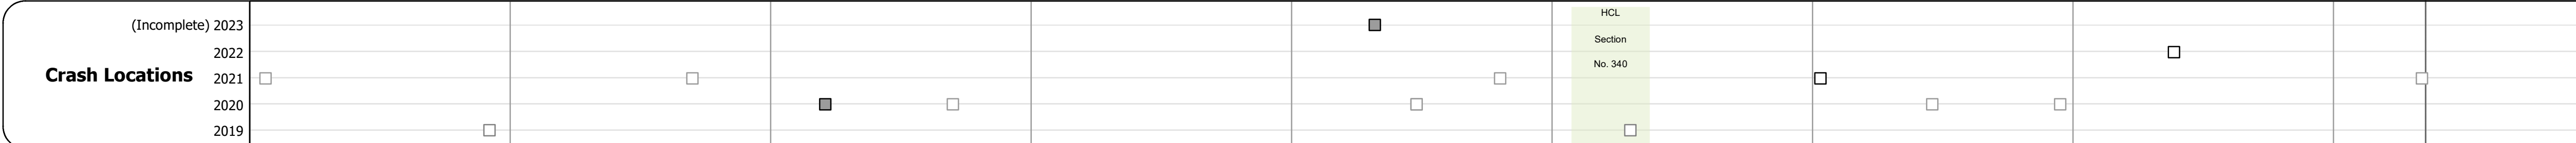 (Incomplete) 2023
HCL
Section
2022
No. 340
Crash Locations
2021
2020
2019